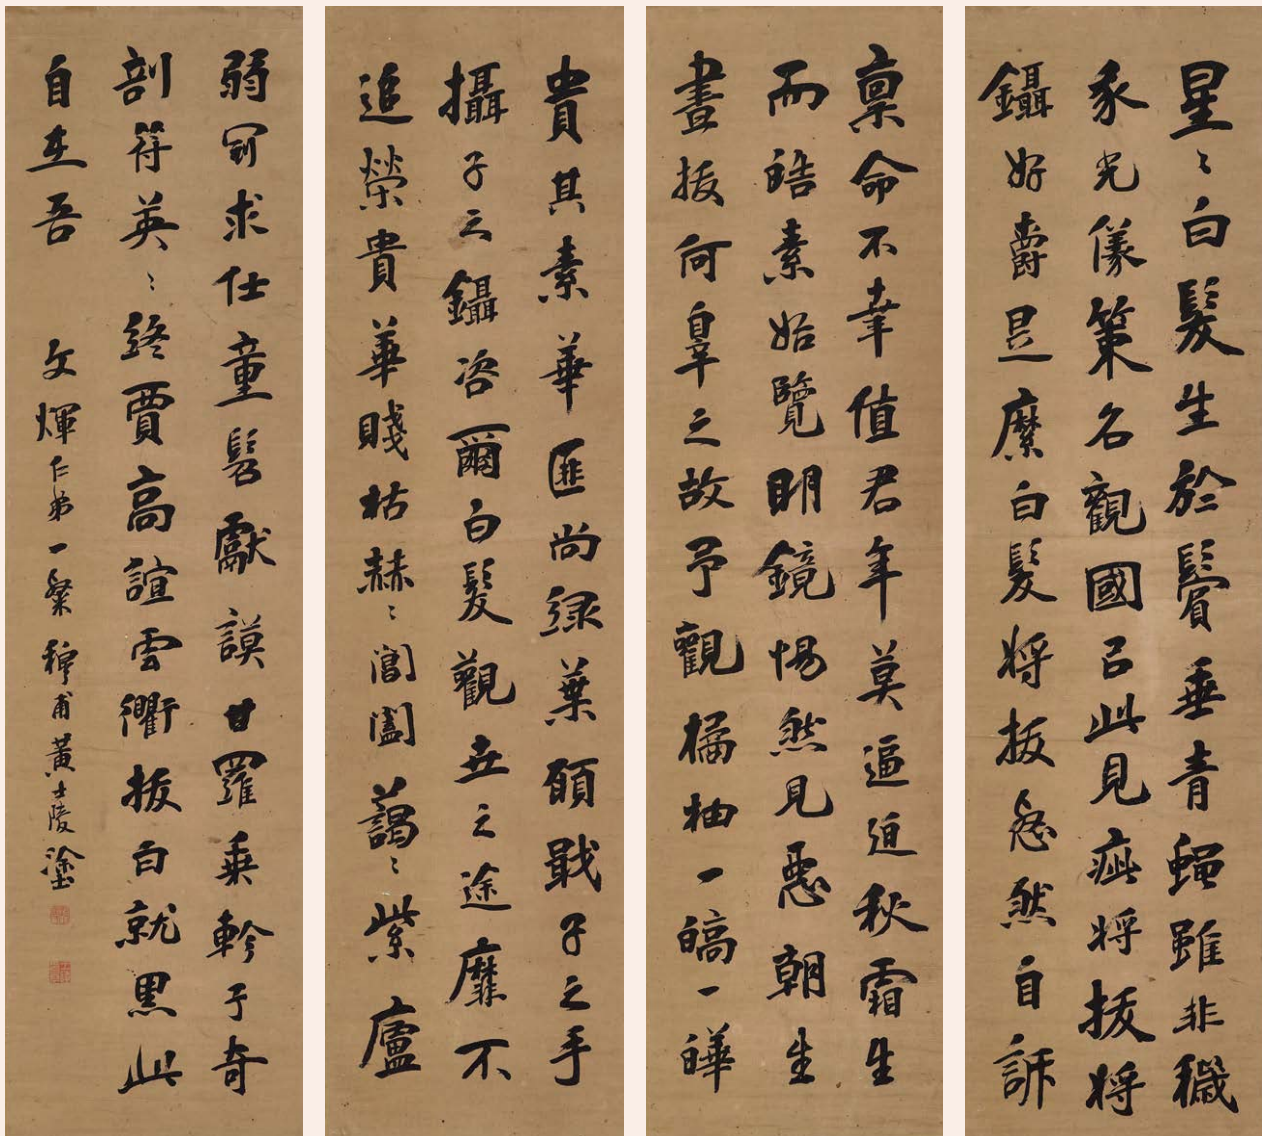 星〻白髮生於鬢垂青蠅雖非穢
我光儀策名觀國㠯此見疵將拔將
鑷好爵是縻白髮將拔惄然自訴
稟命不幸值君年莫逼迫秋霜生
而皓素始覽明鏡惕然見惡朝生
晝拔何辠之故予觀橘柚一皜一曄
貴其素華匪尚綠葉願戢子之手
攝子之鑷咨爾白髮觀世之途靡不
追榮貴華賤枯赫〻閶闔藹〻紫廬
弱冠求仕童髫獻謨甘羅乘軫子奇
剖符英〻終賈高誼雲衢拔白就黑此
自在吾 文煇仁弟一粲 穆甫黃士陵塗